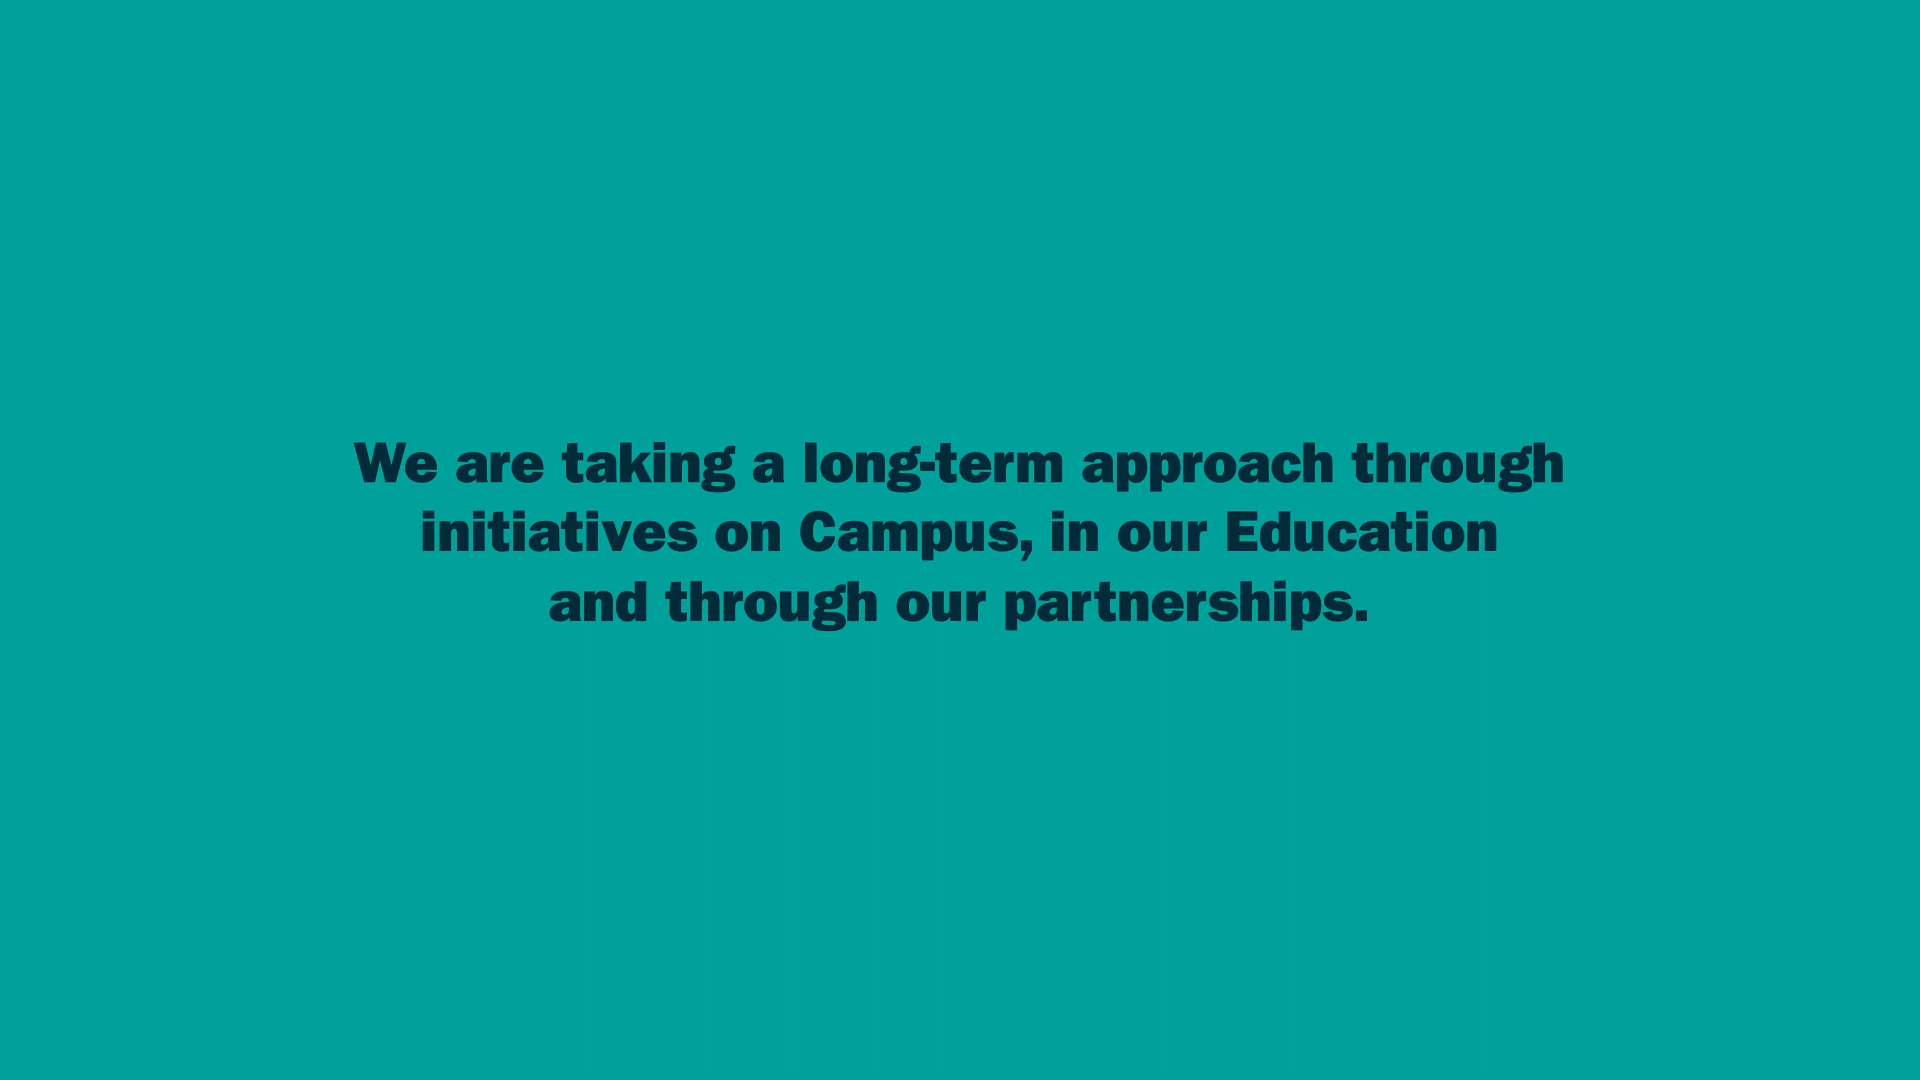 We are taking a long-term approach through
initiatives on Campus, in our Education
and through our partnerships.